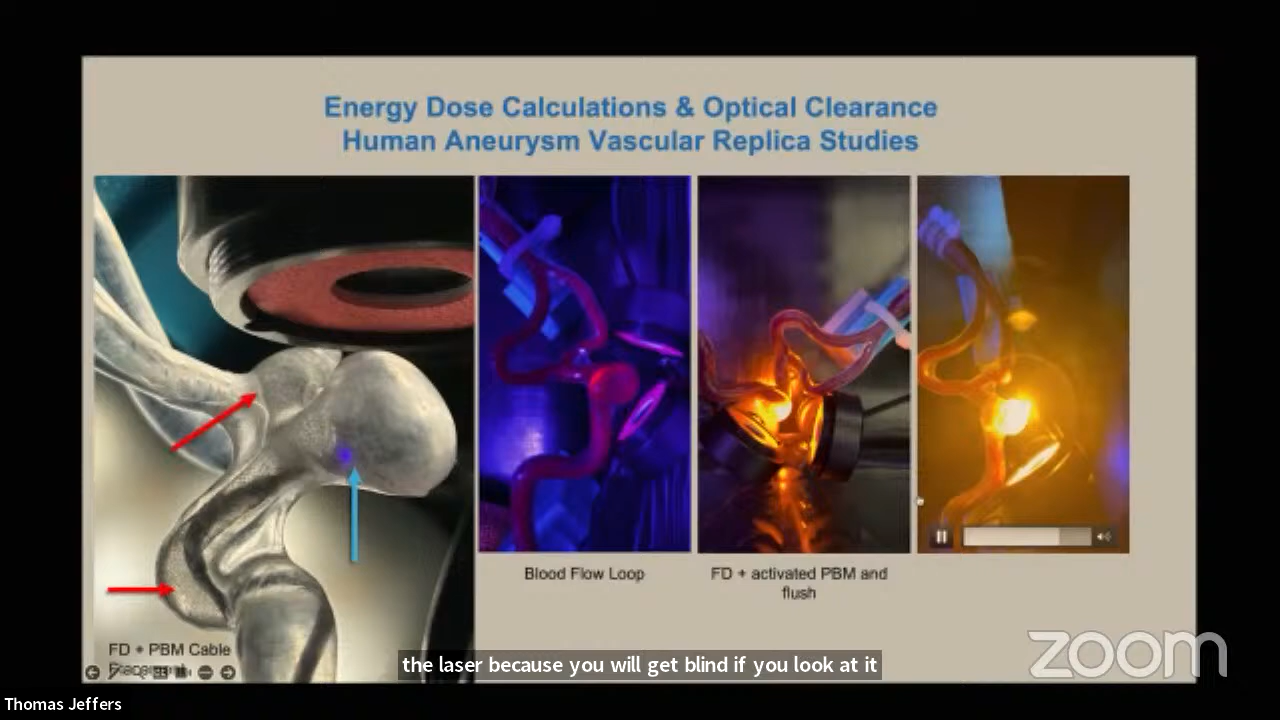 Energy Dose Calculations & Optical Clearance
Human Aneurysm Vascular Replica Studies
Blood Flow Loop
FD + activated PBM and
flush
FD + PBM Cable
the laser because you will get blind if you look at it
zoom
Thomas Jeffers